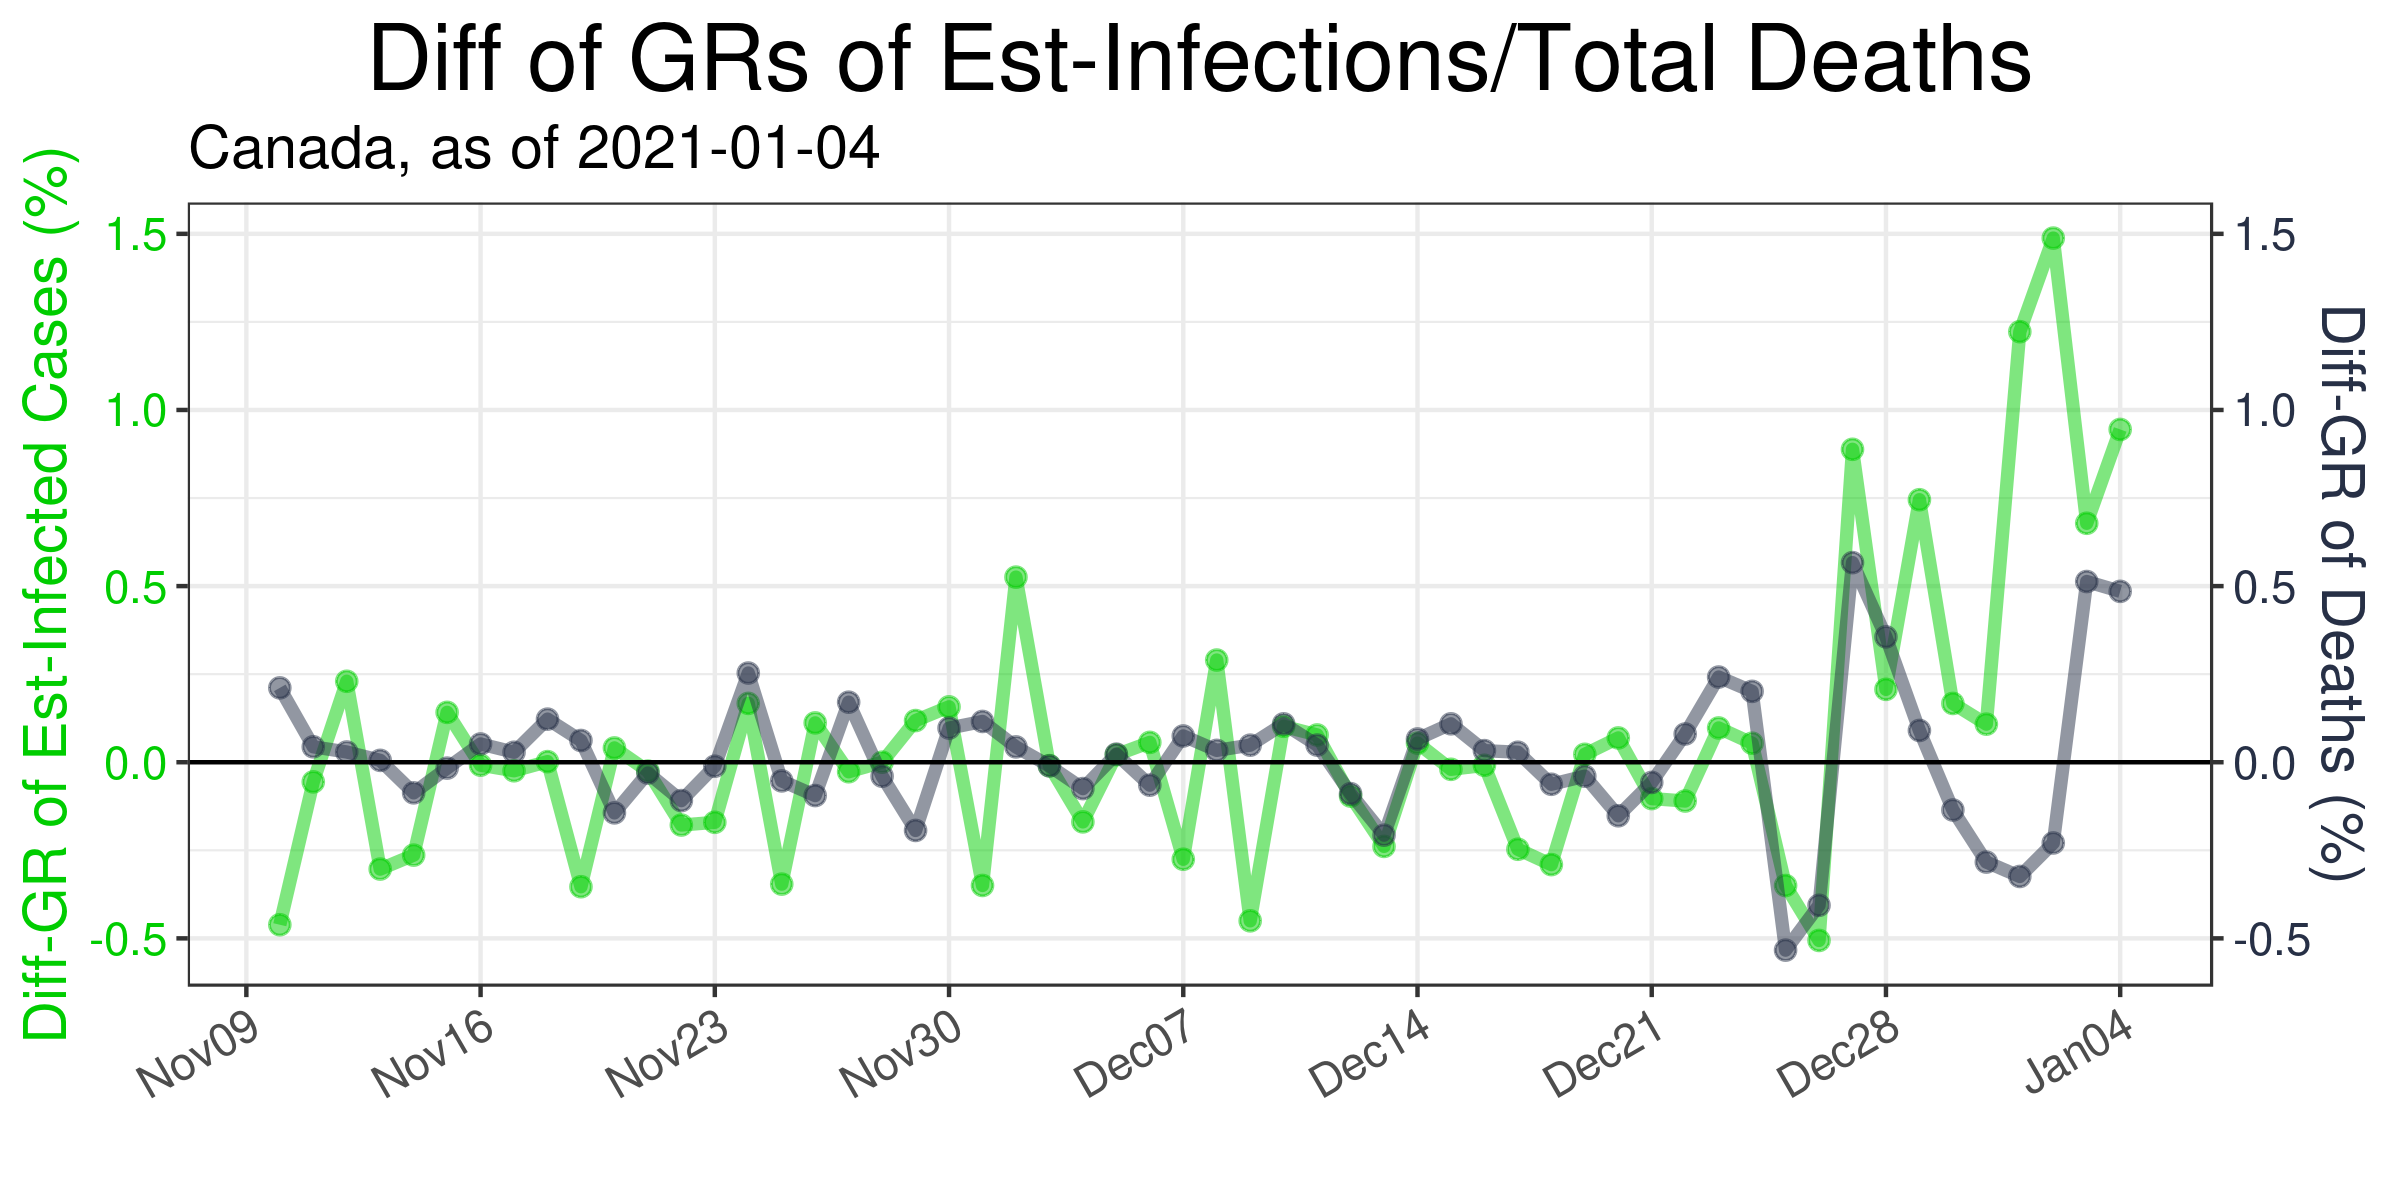 Diff of GRs of Est-Infections/Total Deaths
Canada, as of 2021-01-04
Diff-GR of Est-Infected Cases (%)
1.5
1.0
0.5
0.0
-0.5
1.5
1.0
0.5
0.0
-0.5
Diff-GR of Deaths (%)
Nov09
Nov16
Nov23
Nov30
Dec07
Dec14
Dec21
Dec28
Jan04